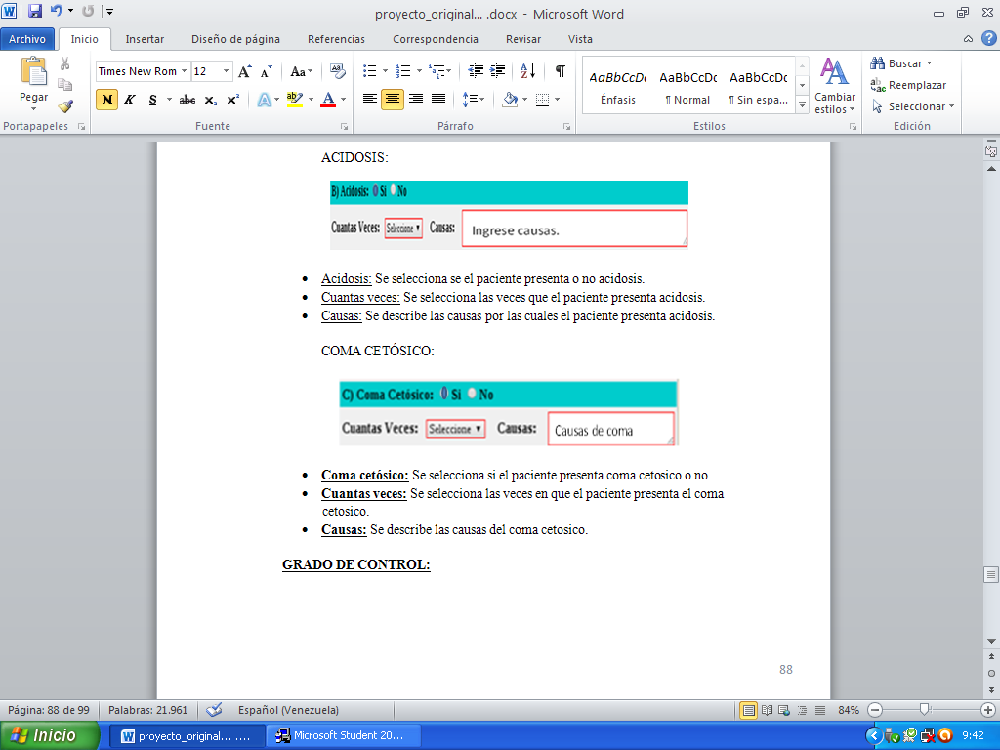 proyecto_original... .docx - Microsoft Word
Archivo Inicio Insertar Diseño de página Referencias Correspondencia Revisar Vista
Pegar
Portapapeles
Times New Rom 12
N K S abc x₂ x²
Fuente
Párrafo
AaBbCcDc AaBbCcDc AaBbCcDc
Énfasis ¶ Normal ¶ Sin espa...
Estilos
Cambiar estilos
Buscar
Reemplazar
Seleccionar
Edición
ACIDOSIS:
B) Acidosis: Si No
Cuantas Veces: Seleccione Causas: Ingrese causas.
• Acidosis: Se selecciona se el paciente presenta o no acidosis.
• Cuantas veces: Se selecciona las veces que el paciente presenta acidosis.
• Causas: Se describe las causas por las cuales el paciente presenta acidosis.
COMA CETÓSICO:
C) Coma Cetósico: Si No
Cuantas Veces: Seleccione Causas: Causas de coma
• Coma cetósico: Se selecciona si el paciente presenta coma cetosico o no.
• Cuantas veces: Se selecciona las veces en que el paciente presenta el coma
cetosico.
• Causas: Se describe las causas del coma cetosico.
GRADO DE CONTROL:
88
Página: 88 de 99 Palabras: 21.961 Español (Venezuela) 84%
Inicio proyecto_original... .... Microsoft Student 20... 9:42